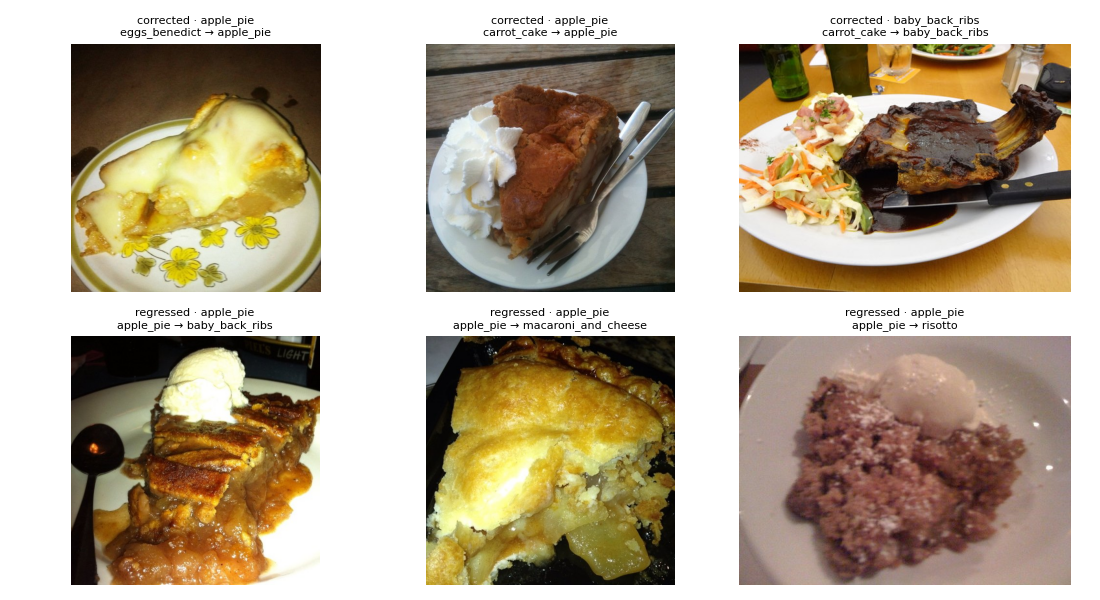 corrected · apple_pie
eggs_benedict → apple_pie
corrected · apple_pie
carrot_cake → apple_pie
corrected · baby_back_ribs
carrot_cake → baby_back_ribs
regressed · apple_pie
apple_pie → baby_back_ribs
regressed · apple_pie
apple_pie → macaroni_and_cheese
regressed · apple_pie
apple_pie → risotto
LIGHT